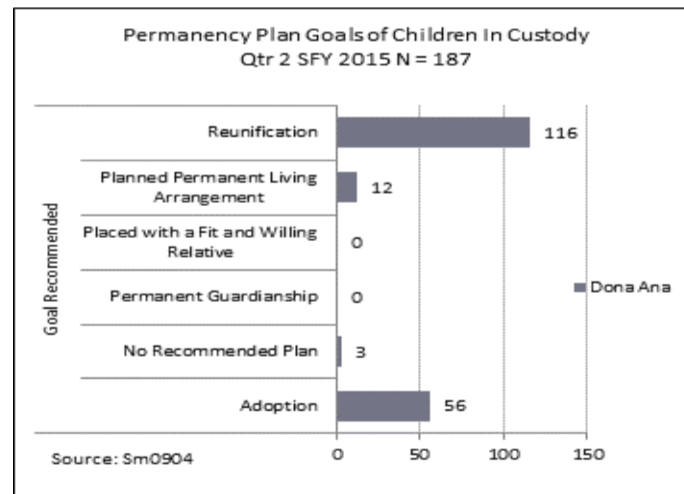 Permanency Plan Goals of Children In Custody
Qtr 2 SFY 2015 N = 187
Goal Recommended
Reunification
116
Planned Permanent Living
Arrangement
12
Placed with a Fit and Willing
Relative
0
Permanent Guardianship
0
No Recommended Plan
3
Adoption
56
Dona Ana
0 50 100 150
Source: Sm0904